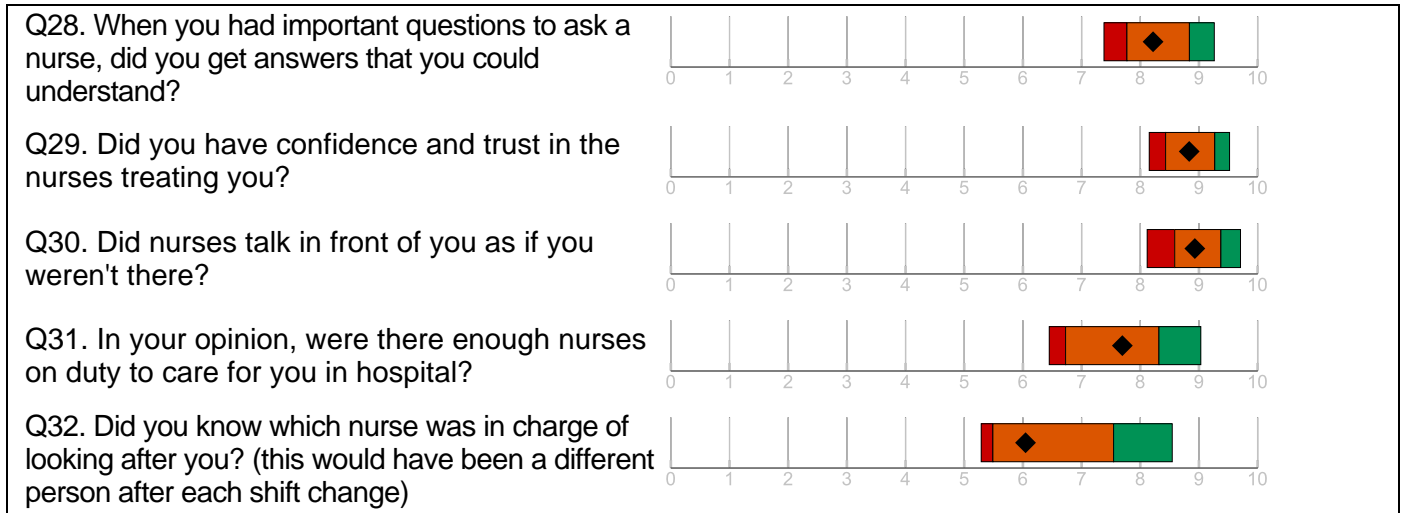 Q28. When you had important questions to ask a
nurse, did you get answers that you could
understand?
0 1 2 3 4 5 6 7 8 9 10
Q29. Did you have confidence and trust in the
nurses treating you?
0 1 2 3 4 5 6 7 8 9 10
Q30. Did nurses talk in front of you as if you
weren't there?
0 1 2 3 4 5 6 7 8 9 10
Q31. In your opinion, were there enough nurses
on duty to care for you in hospital?
0 1 2 3 4 5 6 7 8 9 10
Q32. Did you know which nurse was in charge of
looking after you? (this would have been a different
person after each shift change)
0 1 2 3 4 5 6 7 8 9 10